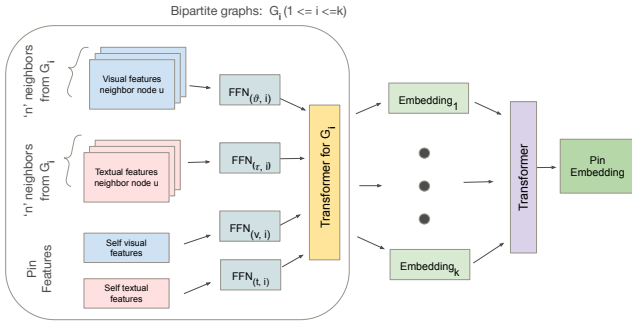 Bipartite graphs: G_i (1 <= i <=k)
'n' neighbors
from G_i
Visual features
neighbor node u
FFN_(ϑ, i)
'n' neighbors
from G_i
Textual features
neighbor node u
FFN_(τ, i)
Pin
Features
Self visual
features
FFN_(v, i)
Self textual
features
FFN_(t, i)
Transformer for G_i
Embedding_1
Embedding_k
Transformer
Pin
Embedding